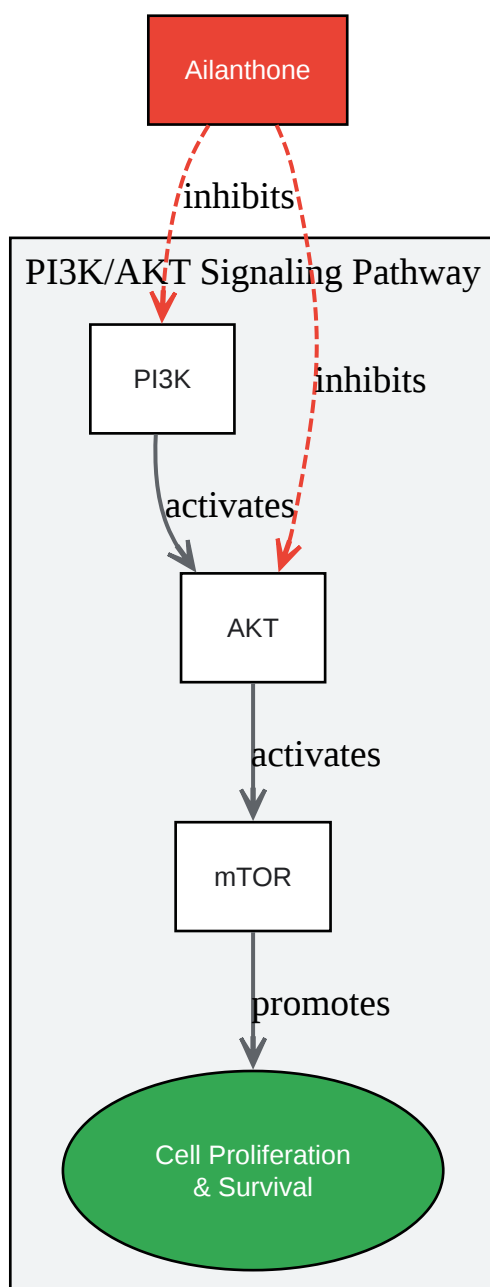 Ailanthone
inhibits
PI3K/AKT Signaling Pathway
PI3K
inhibits
activates
AKT
activates
mTOR
promotes
Cell Proliferation
& Survival